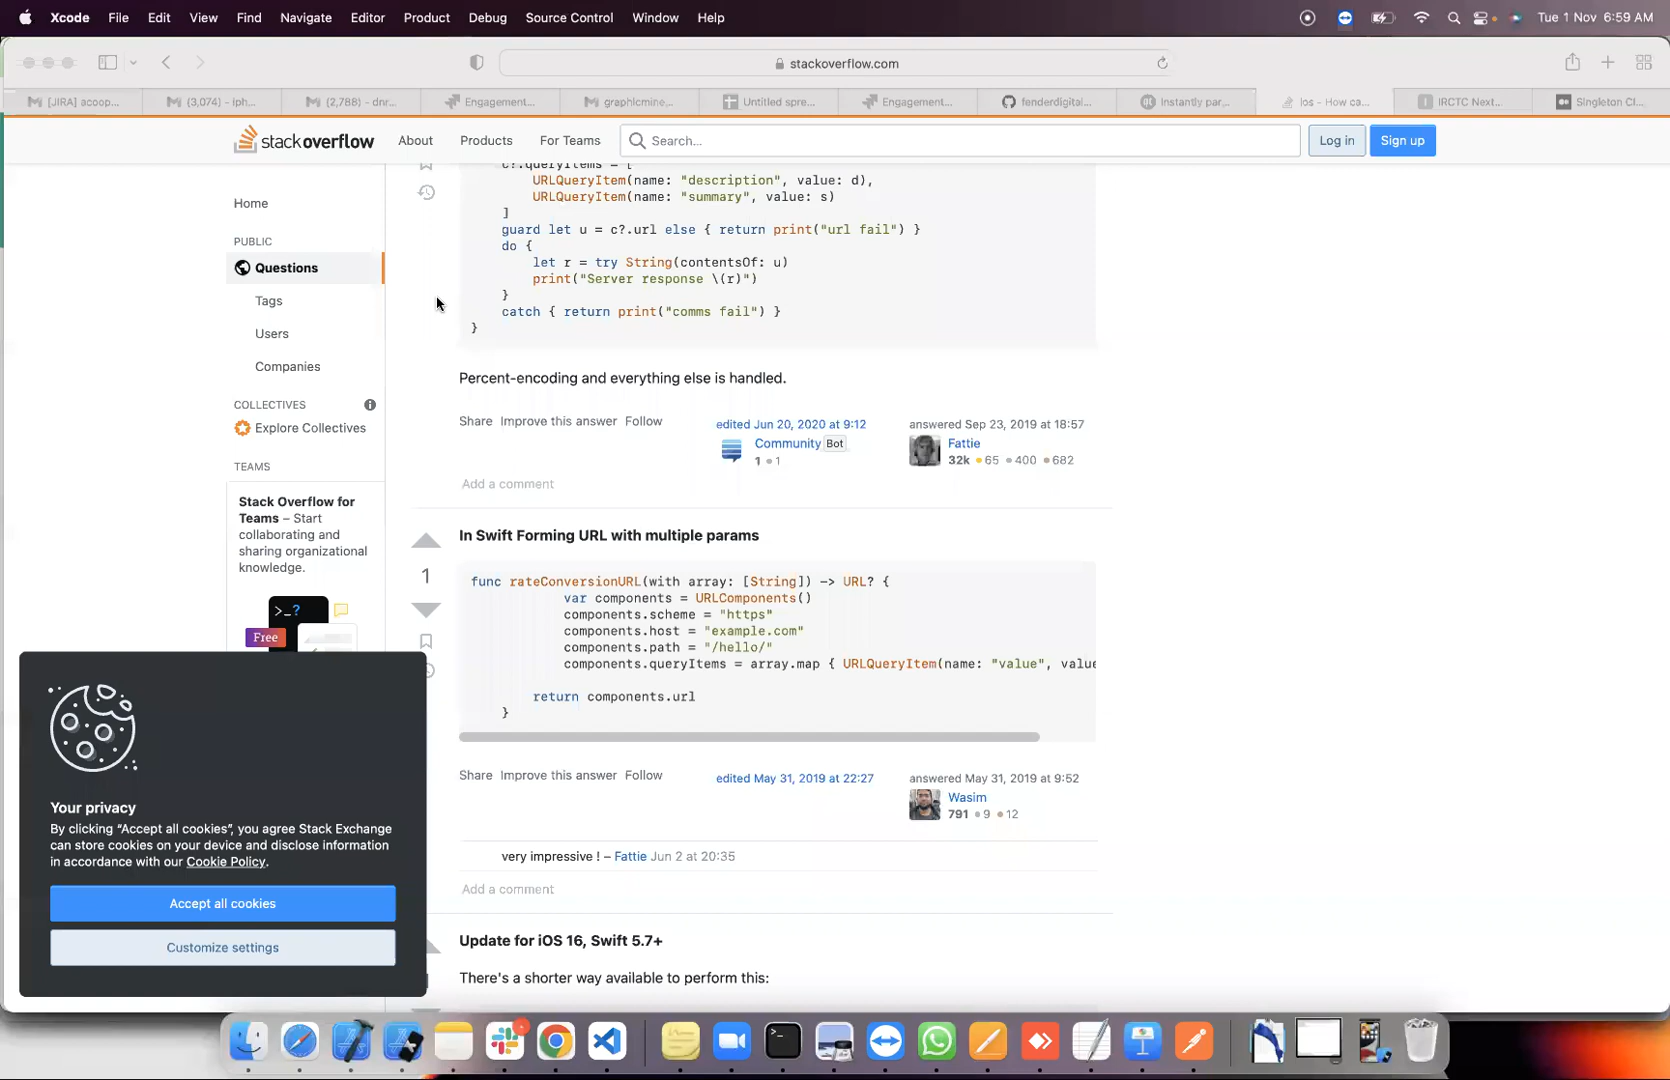 Xcode File Edit View Find Navigate Editor Product Debug Source Control Window Help Tue 1 Nov 6:59 AM
stackoverflow.com
[JIRA] acoop... (3,074) - iph... (2,788) - dnr... Engagement... graphicmine... Untitled spre... Engagement... fenderdigital... Instantly par... ios - How ca... IRCTC Next... Singleton Cl...
stackoverflow About Products For Teams Search... Log in Sign up
Home
PUBLIC
Questions
Tags
Users
Companies
COLLECTIVES
Explore Collectives
TEAMS
Stack Overflow for
Teams – Start
collaborating and
sharing organizational
knowledge.
>_?
Free
c?.queryItems = [
URLQueryItem(name: "description", value: d),
URLQueryItem(name: "summary", value: s)
]
guard let u = c?.url else { return print("url fail") }
do {
let r = try String(contentsOf: u)
print("Server response \(r)")
}
catch { return print("comms fail") }
}
Percent-encoding and everything else is handled.
Share Improve this answer Follow
edited Jun 20, 2020 at 9:12
Community Bot
1 1
answered Sep 23, 2019 at 18:57
Fattie
32k 65 400 682
Add a comment
In Swift Forming URL with multiple params
1
func rateConversionURL(with array: [String]) -> URL? {
var components = URLComponents()
components.scheme = "https"
components.host = "example.com"
components.path = "/hello/"
components.queryItems = array.map { URLQueryItem(name: "value", value
return components.url
}
Share Improve this answer Follow
edited May 31, 2019 at 22:27
answered May 31, 2019 at 9:52
Wasim
791 9 12
very impressive ! – Fattie Jun 2 at 20:35
Add a comment
Update for iOS 16, Swift 5.7+
There's a shorter way available to perform this:
Your privacy
By clicking “Accept all cookies”, you agree Stack Exchange
can store cookies on your device and disclose information
in accordance with our Cookie Policy.
Accept all cookies
Customize settings